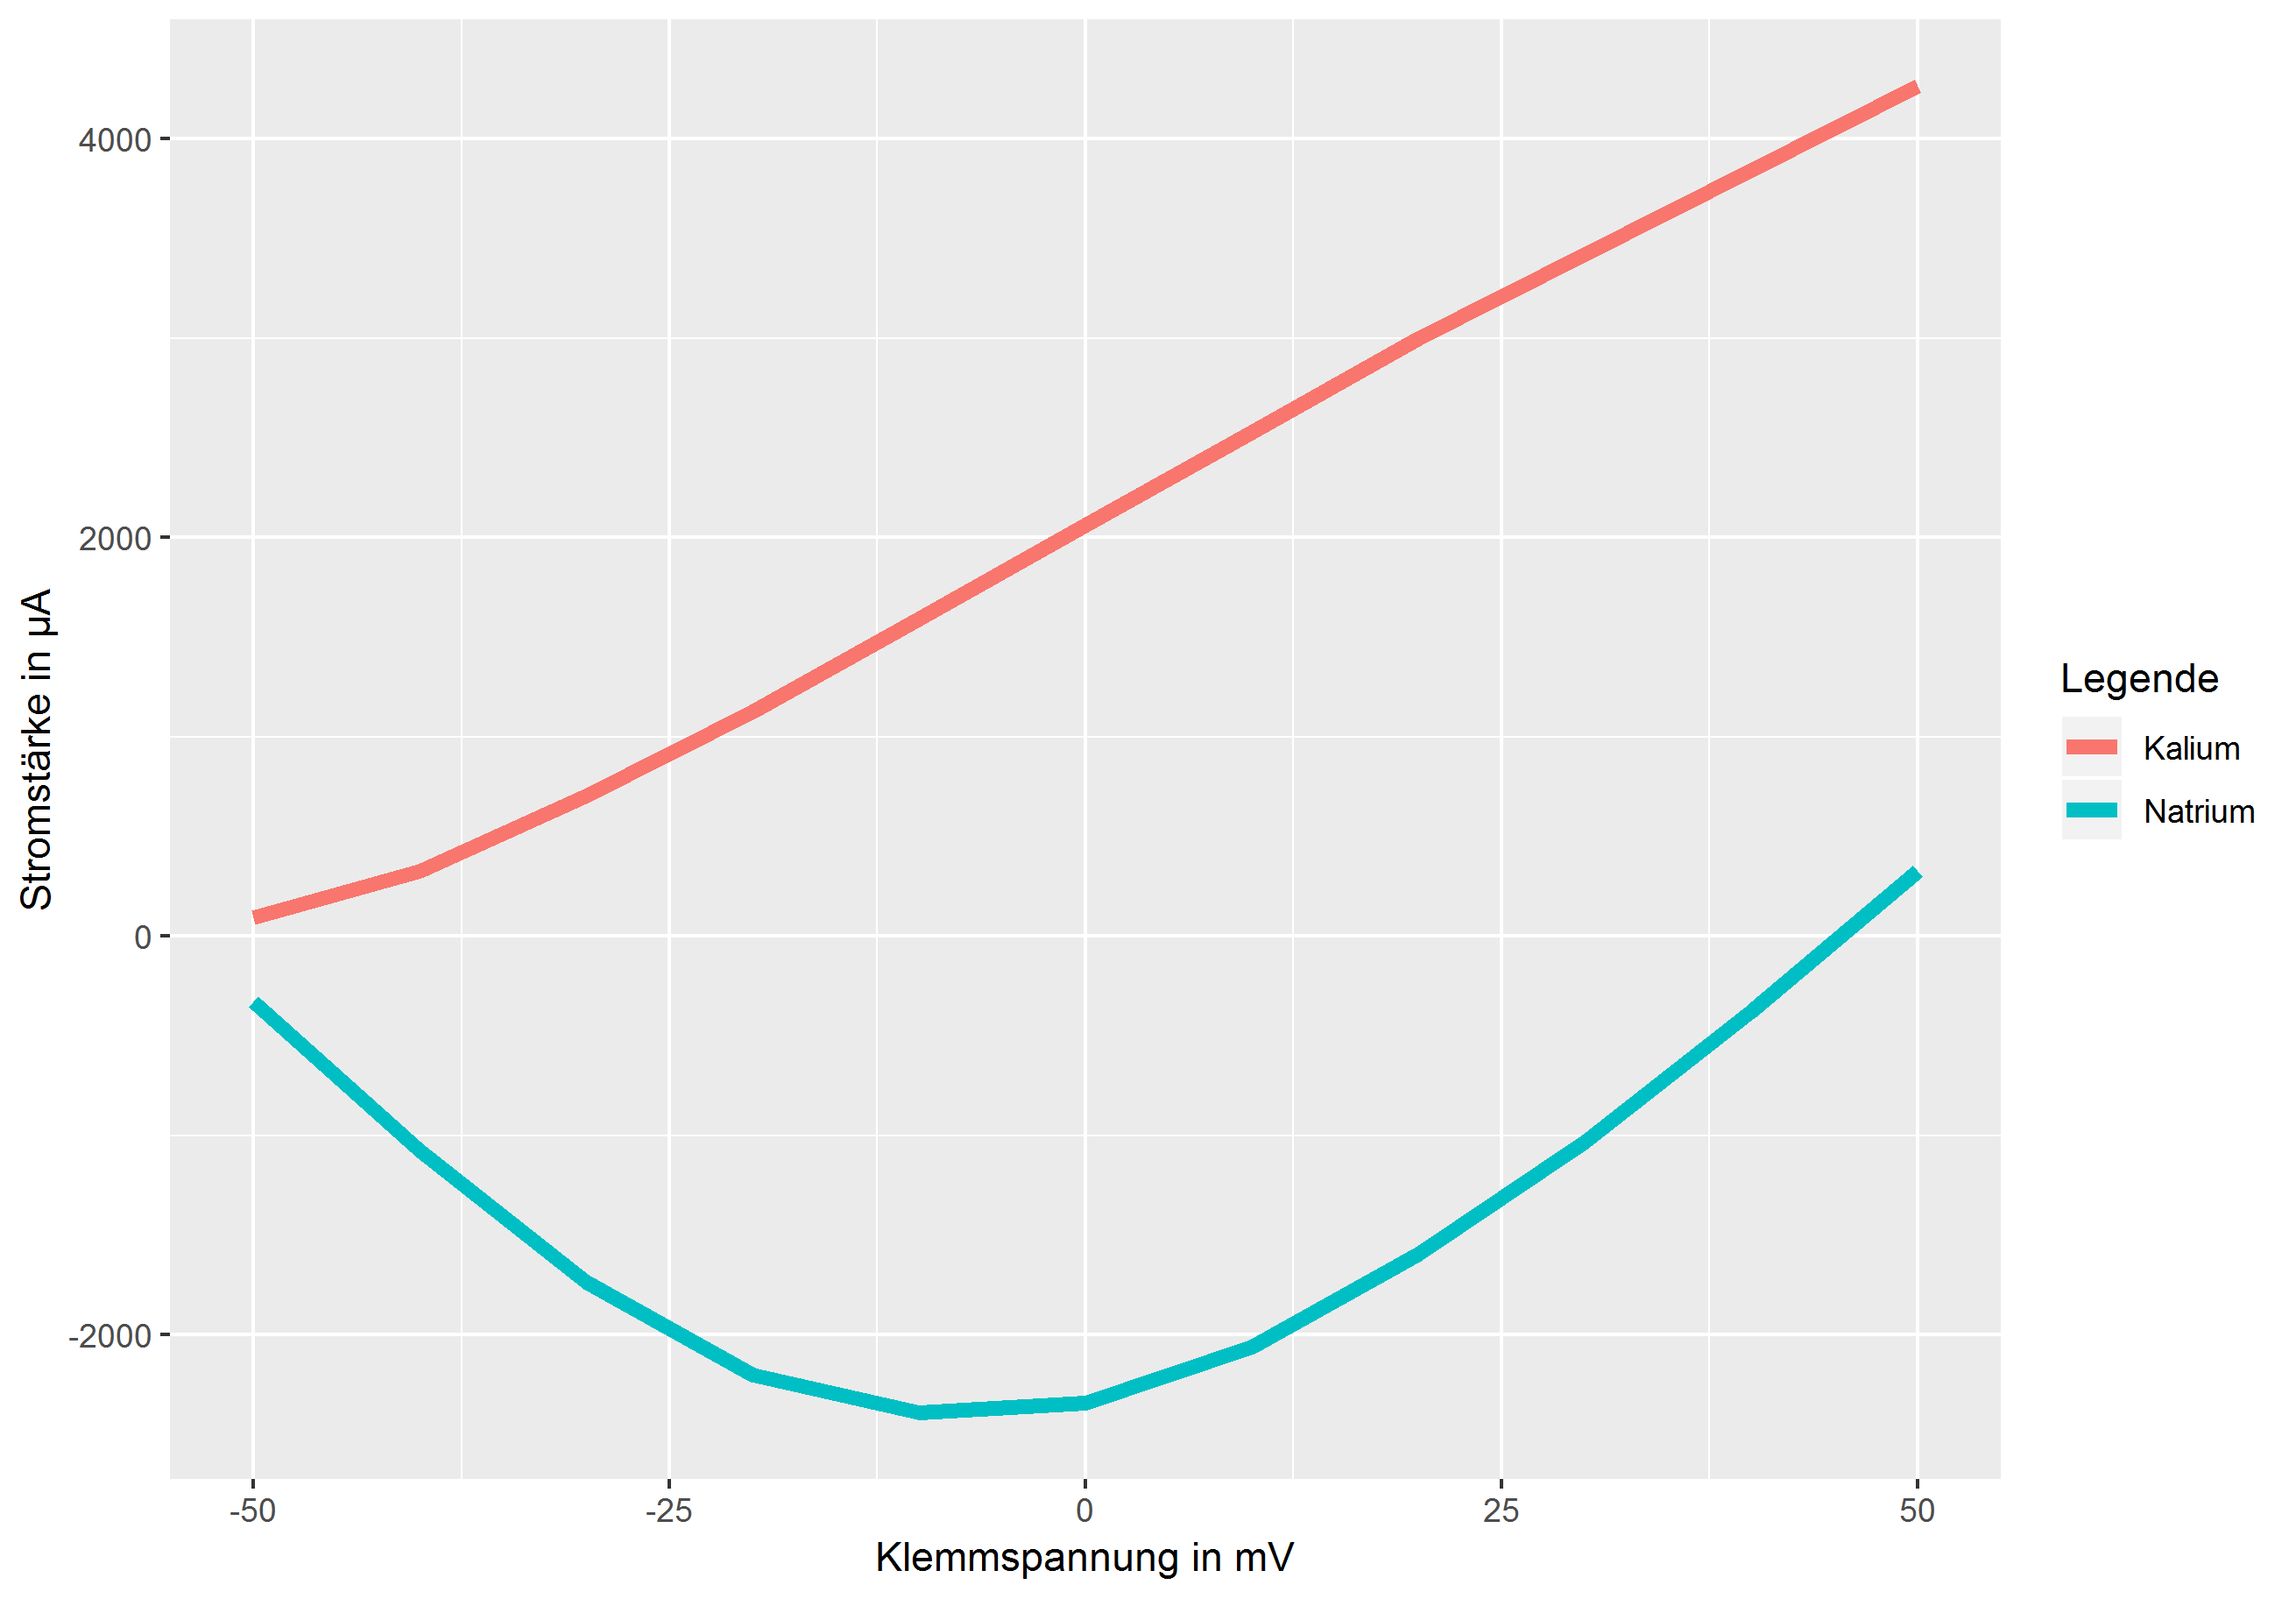 Stromstärke in µA
4000
2000
0
-2000
-50
-25
0
25
50
Klemmspannung in mV
Legende
Kalium
Natrium